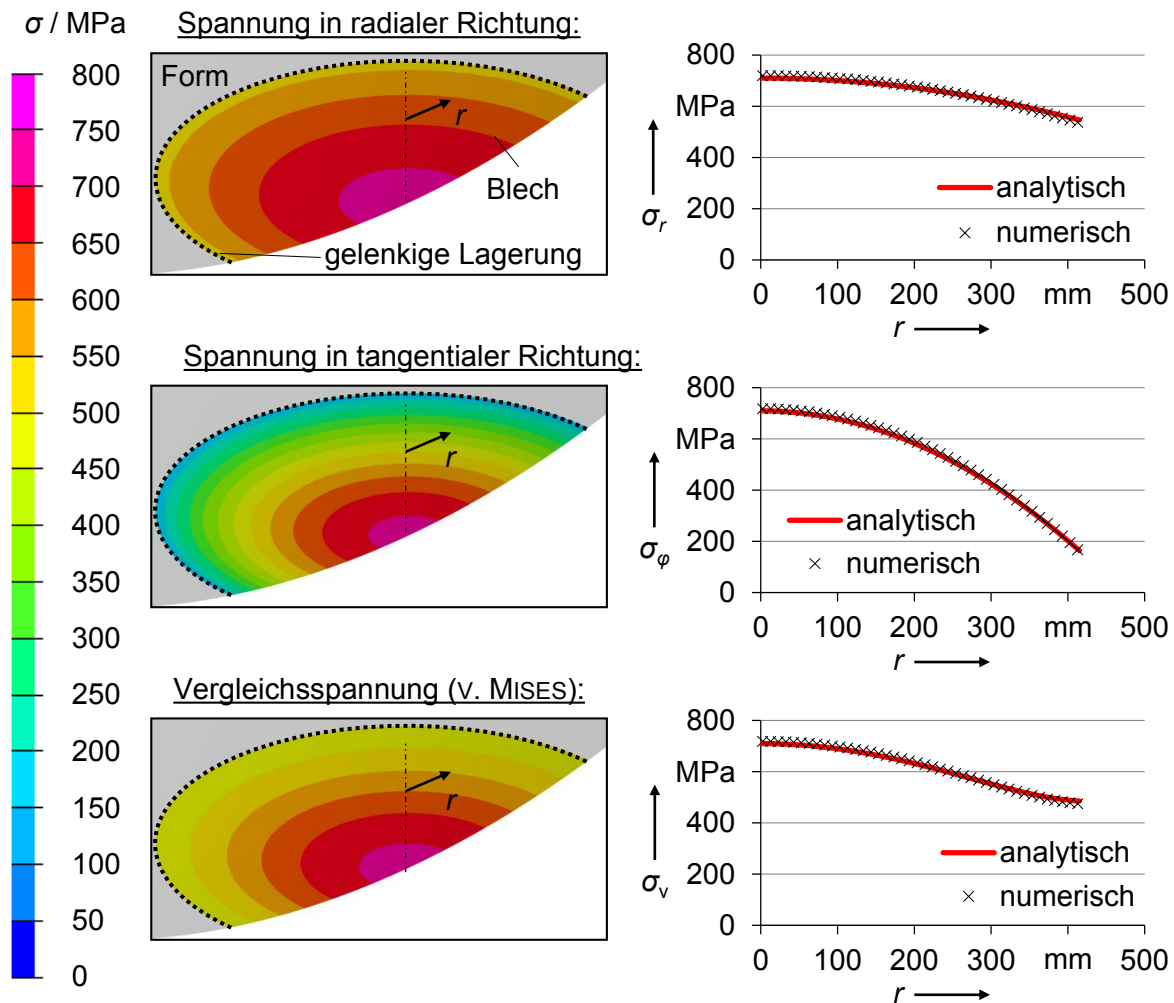 σ / MPa
800
750
700
650
600
550
500
450
400
350
300
250
200
150
100
50
0
Spannung in radialer Richtung:
Form
r
Blech
gelenkige Lagerung
800
MPa
400
200
0
σr
analytisch
numerisch
0 100 200 300 mm 500
r
Spannung in tangentialer Richtung:
r
800
MPa
400
200
0
σφ
analytisch
numerisch
0 100 200 300 mm 500
r
Vergleichsspannung (V. MISES):
r
800
MPa
400
200
0
σv
analytisch
numerisch
0 100 200 300 mm 500
r